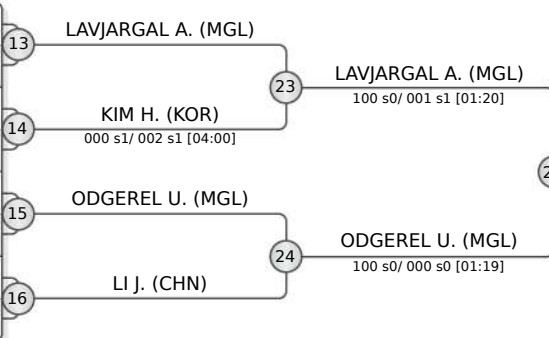 13
LAVJARGAL A. (MGL)
23
LAVJARGAL A. (MGL)
100 s0/ 001 s1 [01:20]
14
KIM H. (KOR)
000 s1/ 002 s1 [04:00]
15
ODGEREL U. (MGL)
24
ODGEREL U. (MGL)
100 s0/ 000 s0 [01:19]
16
LI J. (CHN)